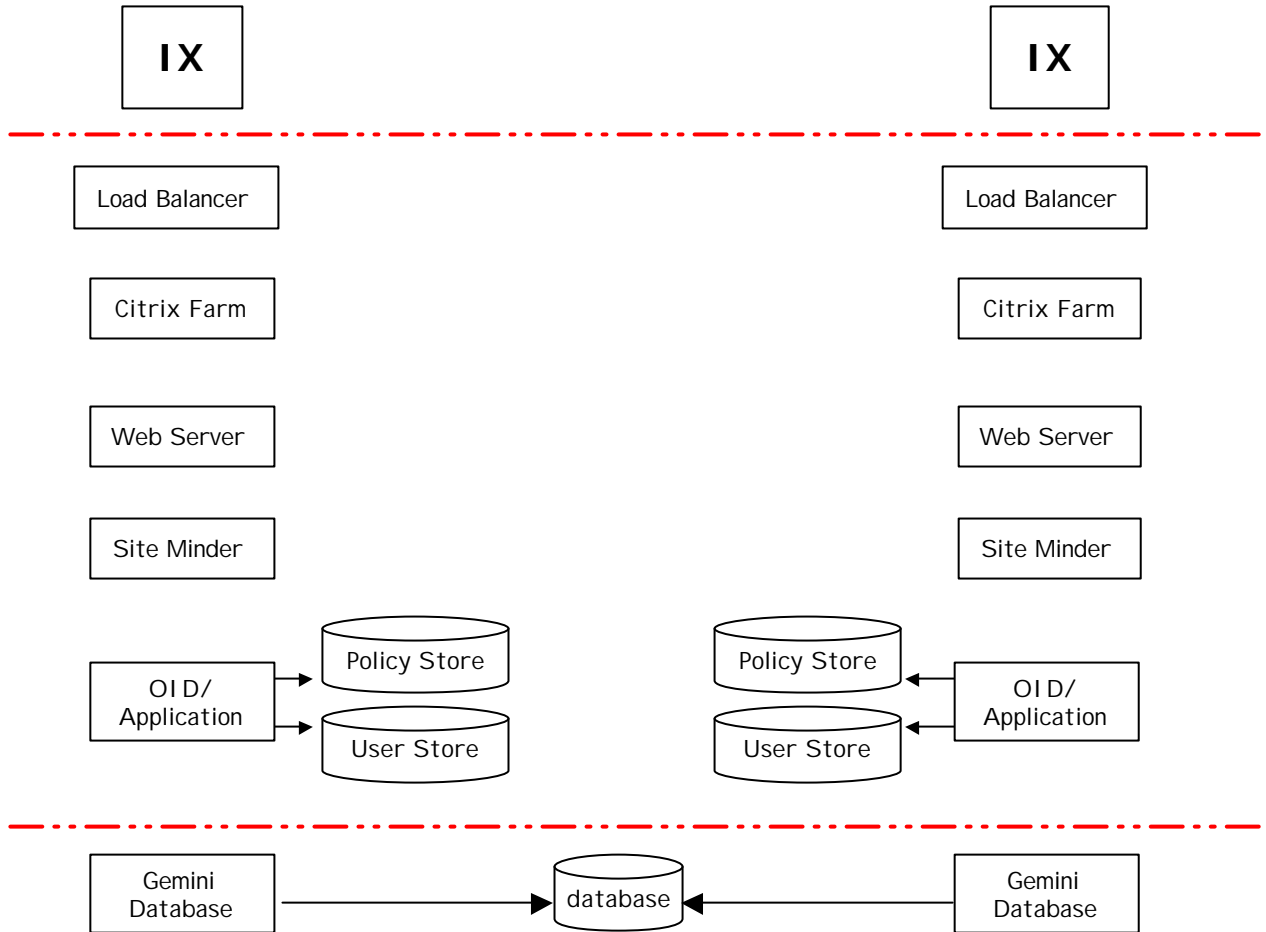 IX IX
Load Balancer Load Balancer
Citrix Farm Citrix Farm
Web Server Web Server
Site Minder Site Minder
Policy Store Policy Store
OID/ OID/
Application Application
User Store User Store
Gemini Gemini
Database database Database